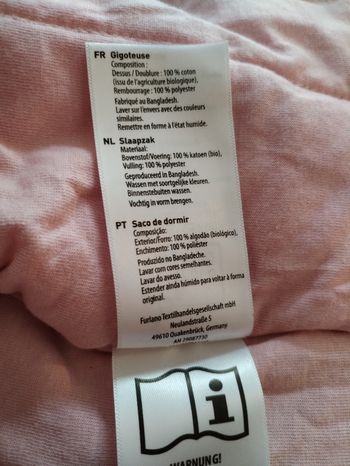 FR Gigoteuse
Composition :
Dessus / Doublure : 100 % coton
(issu de l'agriculture biologique),
Rembourrage : 100 % polyester
Fabriqué au Bangladesh.
Laver sur l'envers avec des couleurs
similaires.
Remettre en forme à l'état humide.
NL Slaapzak
Materiaal:
Bovenstof/Voering: 100 % katoen (bio),
Vulling: 100 % polyester
Geproduceerd in Bangladesh.
Wassen met soortgelijke kleuren.
Binnenstebuiten wassen.
Vochtig in vorm brengen.
PT Saco de dormir
Composição:
Exterior/Forro: 100 % algodão (biológico),
Enchimento: 100 % poliéster
Produzido no Bangladeche.
Lavar com cores semelhantes.
Lavar do avesso.
Estender ainda húmido para voltar à forma
original.
Furiano Textilhandelsgesellschaft mbH
Neulandstraße 5
49610 Quakenbrück, Germany
AH 29087730
i
WARNUNG!